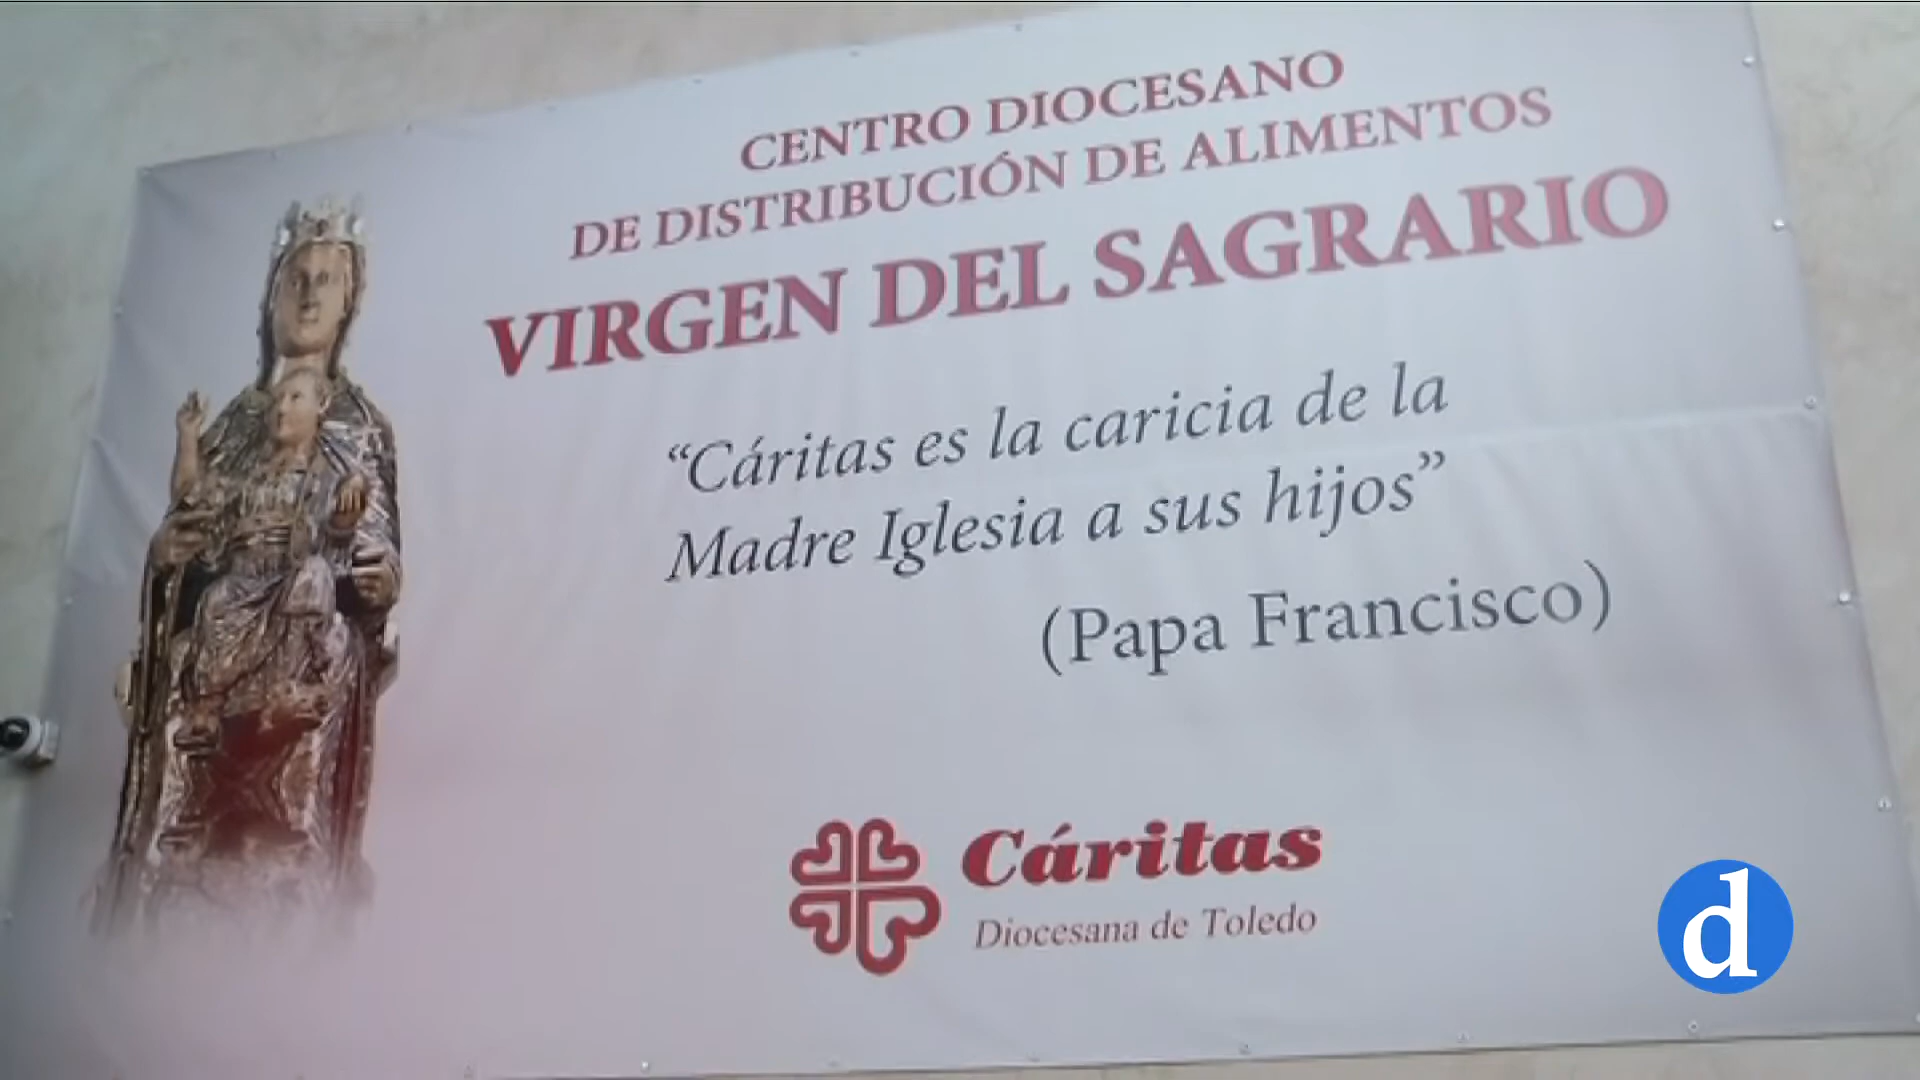 CENTRO DIOCESANO
DE DISTRIBUCIÓN DE ALIMENTOS
VIRGEN DEL SAGRARIO
“Cáritas es la caricia de la
Madre Iglesia a sus hijos”
(Papa Francisco)
Cáritas
Diocesana de Toledo
d